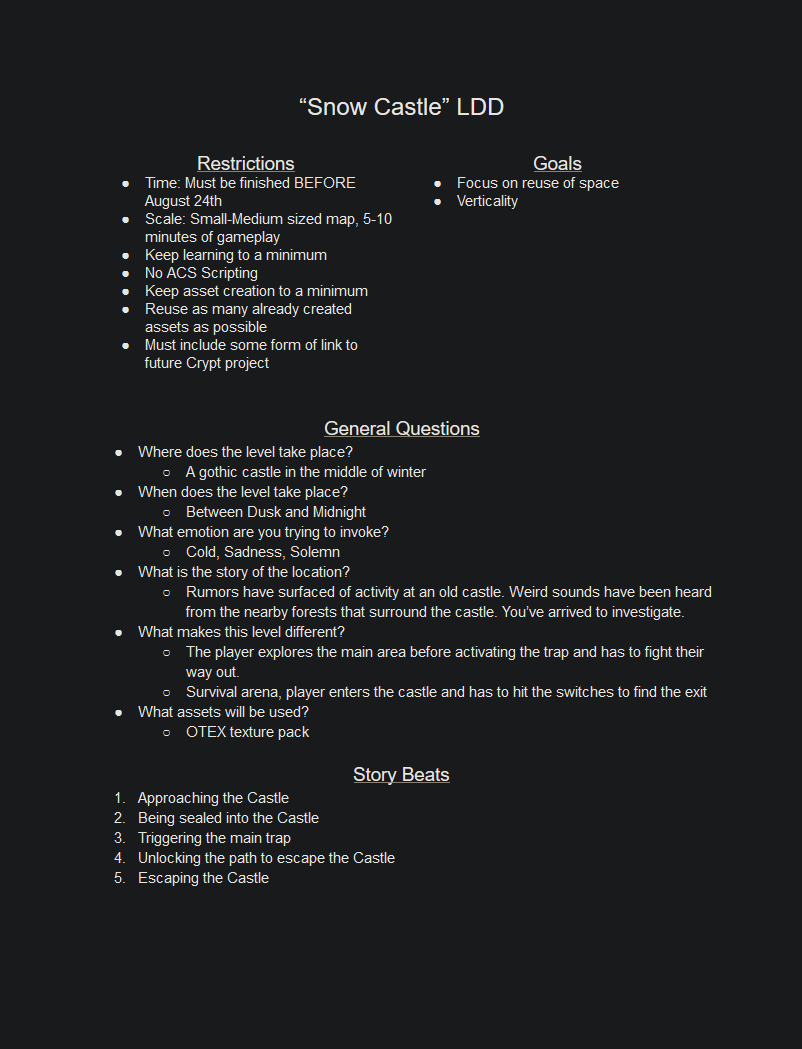 “Snow Castle” LDD
Restrictions
● Time: Must be finished BEFORE
August 24th
● Scale: Small-Medium sized map, 5-10
minutes of gameplay
● Keep learning to a minimum
● No ACS Scripting
● Keep asset creation to a minimum
● Reuse as many already created
assets as possible
● Must include some form of link to
future Crypt project
Goals
● Focus on reuse of space
● Verticality
General Questions
● Where does the level take place?
○ A gothic castle in the middle of winter
● When does the level take place?
○ Between Dusk and Midnight
● What emotion are you trying to invoke?
○ Cold, Sadness, Solemn
● What is the story of the location?
○ Rumors have surfaced of activity at an old castle. Weird sounds have been heard
from the nearby forests that surround the castle. You’ve arrived to investigate.
● What makes this level different?
○ The player explores the main area before activating the trap and has to fight their
way out.
○ Survival arena, player enters the castle and has to hit the switches to find the exit
● What assets will be used?
○ OTEX texture pack
Story Beats
1. Approaching the Castle
2. Being sealed into the Castle
3. Triggering the main trap
4. Unlocking the path to escape the Castle
5. Escaping the Castle